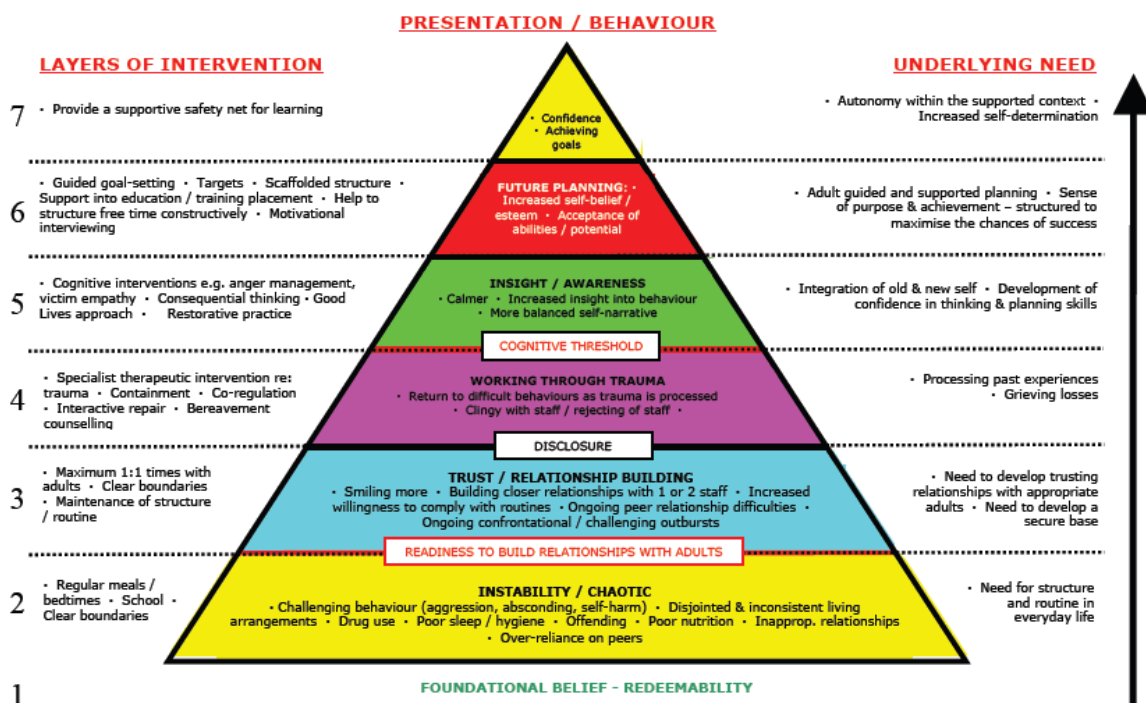 PRESENTATION / BEHAVIOUR
LAYERS OF INTERVENTION
UNDERLYING NEED
7
· Provide a supportive safety net for learning
· Confidence
· Achieving
goals
· Autonomy within the supported context ·
Increased self-determination
6
· Guided goal-setting · Targets · Scaffolded structure ·
Support into education / training placement · Help to
structure free time constructively · Motivational
interviewing
FUTURE PLANNING: ·
Increased self-belief /
esteem · Acceptance of
abilities / potential
· Adult guided and supported planning · Sense
of purpose & achievement – structured to
maximise the chances of success
5
· Cognitive interventions e.g. anger management,
victim empathy · Consequential thinking · Good
Lives approach · Restorative practice
INSIGHT / AWARENESS
· Calmer · Increased insight into behaviour
· More balanced self-narrative
· Integration of old & new self · Development of
confidence in thinking & planning skills
COGNITIVE THRESHOLD
4
· Specialist therapeutic intervention re:
trauma · Containment · Co-regulation
· Interactive repair · Bereavement
counselling
WORKING THROUGH TRAUMA
· Return to difficult behaviours as trauma is processed
· Clingy with staff / rejecting of staff ·
· Processing past experiences
· Grieving losses
DISCLOSURE
3
· Maximum 1:1 times with
adults · Clear boundaries
· Maintenance of structure
/ routine
TRUST / RELATIONSHIP BUILDING
· Smiling more · Building closer relationships with 1 or 2 staff · Increased
willingness to comply with routines · Ongoing peer relationship difficulties ·
Ongoing confrontational / challenging outbursts
· Need to develop trusting
relationships with appropriate
adults · Need to develop a
secure base
READINESS TO BUILD RELATIONSHIPS WITH ADULTS
2
· Regular meals /
bedtimes · School ·
Clear boundaries
INSTABILITY / CHAOTIC
· Challenging behaviour (aggression, absconding, self-harm) · Disjointed & inconsistent living
arrangements · Drug use · Poor sleep / hygiene · Offending · Poor nutrition · Inapprop. relationships
· Over-reliance on peers
· Need for structure
and routine in
everyday life
1
FOUNDATIONAL BELIEF - REDEEMABILITY